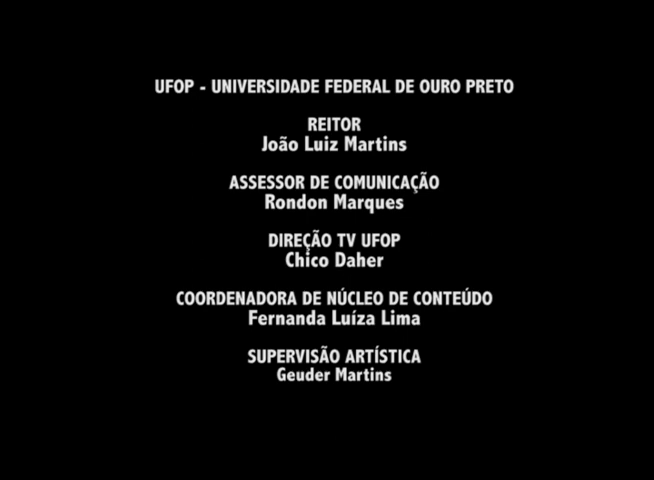 UFOP - UNIVERSIDADE FEDERAL DE OURO PRETO
REITOR
João Luiz Martins
ASSESSOR DE COMUNICAÇÃO
Rondon Marques
DIREÇÃO TV UFOP
Chico Daher
COORDENADORA DE NÚCLEO DE CONTEÚDO
Fernanda Luíza Lima
SUPERVISÃO ARTÍSTICA
Geuder Martins